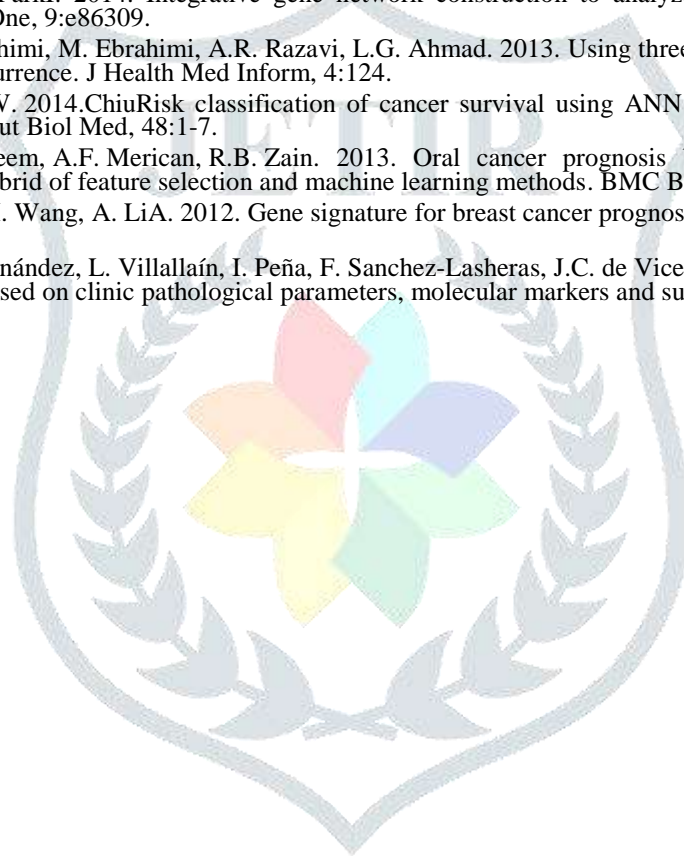 2014. Integrative gene network construction to analyz
One, 9:e86309.
himi, M. Ebrahimi, A.R. Razavi, L.G. Ahmad. 2013. Using three
urrence. J Health Med Inform, 4:124.
2014.ChiuRisk classification of cancer survival using ANN
ut Biol Med, 48:1-7.
eem, A.F. Merican, R.B. Zain. 2013. Oral cancer prognosis
brid of feature selection and machine learning methods. BMC B
. Wang, A. LiA. 2012. Gene signature for breast cancer prognos
nández, L. Villallaín, I. Peña, F. Sanchez-Lasheras, J.C. de Vice
sed on clinic pathological parameters, molecular markers and su
JETIR